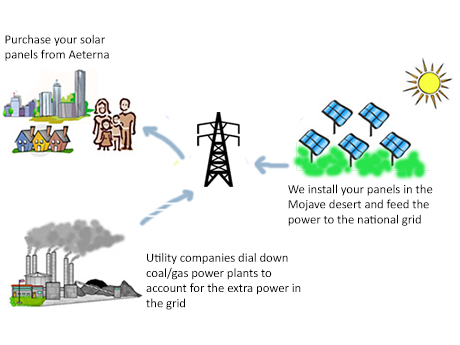 Purchase your solar
panels from Aeterna
We install your panels in the
Mojave desert and feed the
power to the national grid
Utility companies dial down
coal/gas power plants to
account for the extra power in
the grid